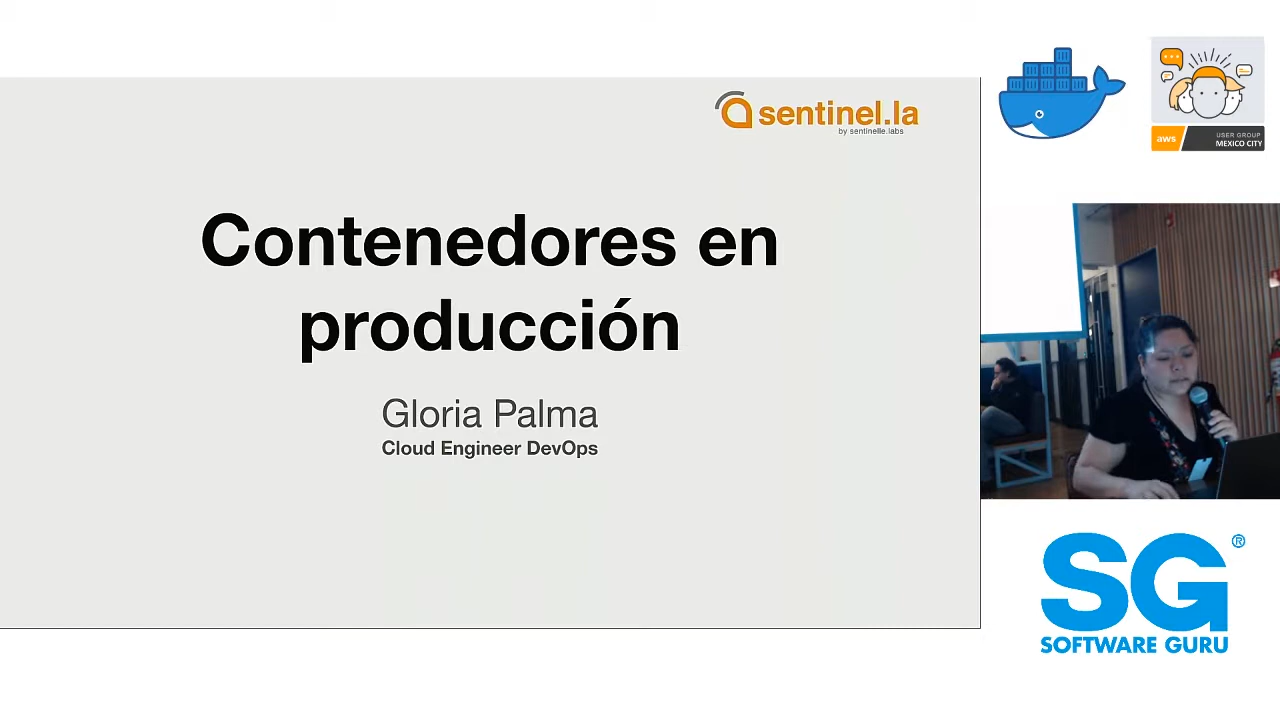 sentinel.la
by sentinelle.labs
Contenedores en
producción
Gloria Palma
Cloud Engineer DevOps
aws
USER GROUP
MEXICO CITY
SG®
SOFTWARE GURU